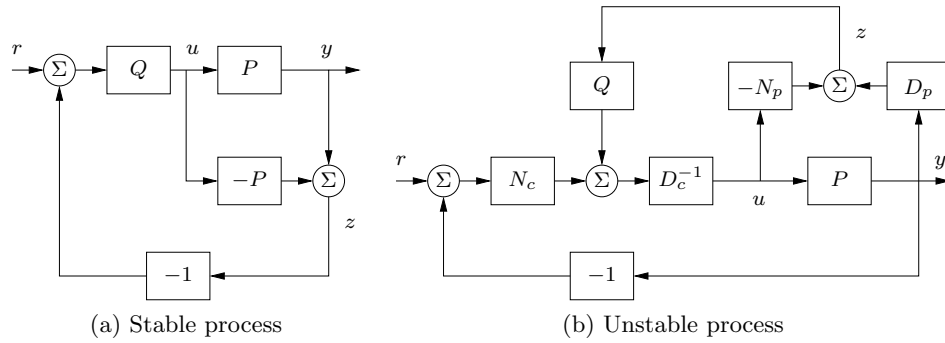 r
Σ
Q
u
P
y
−P
Σ
z
−1
(a) Stable process
z
Q
−N_p
Σ
D_p
r
Σ
N_c
Σ
D_c^{-1}
u
P
y
−1
(b) Unstable process